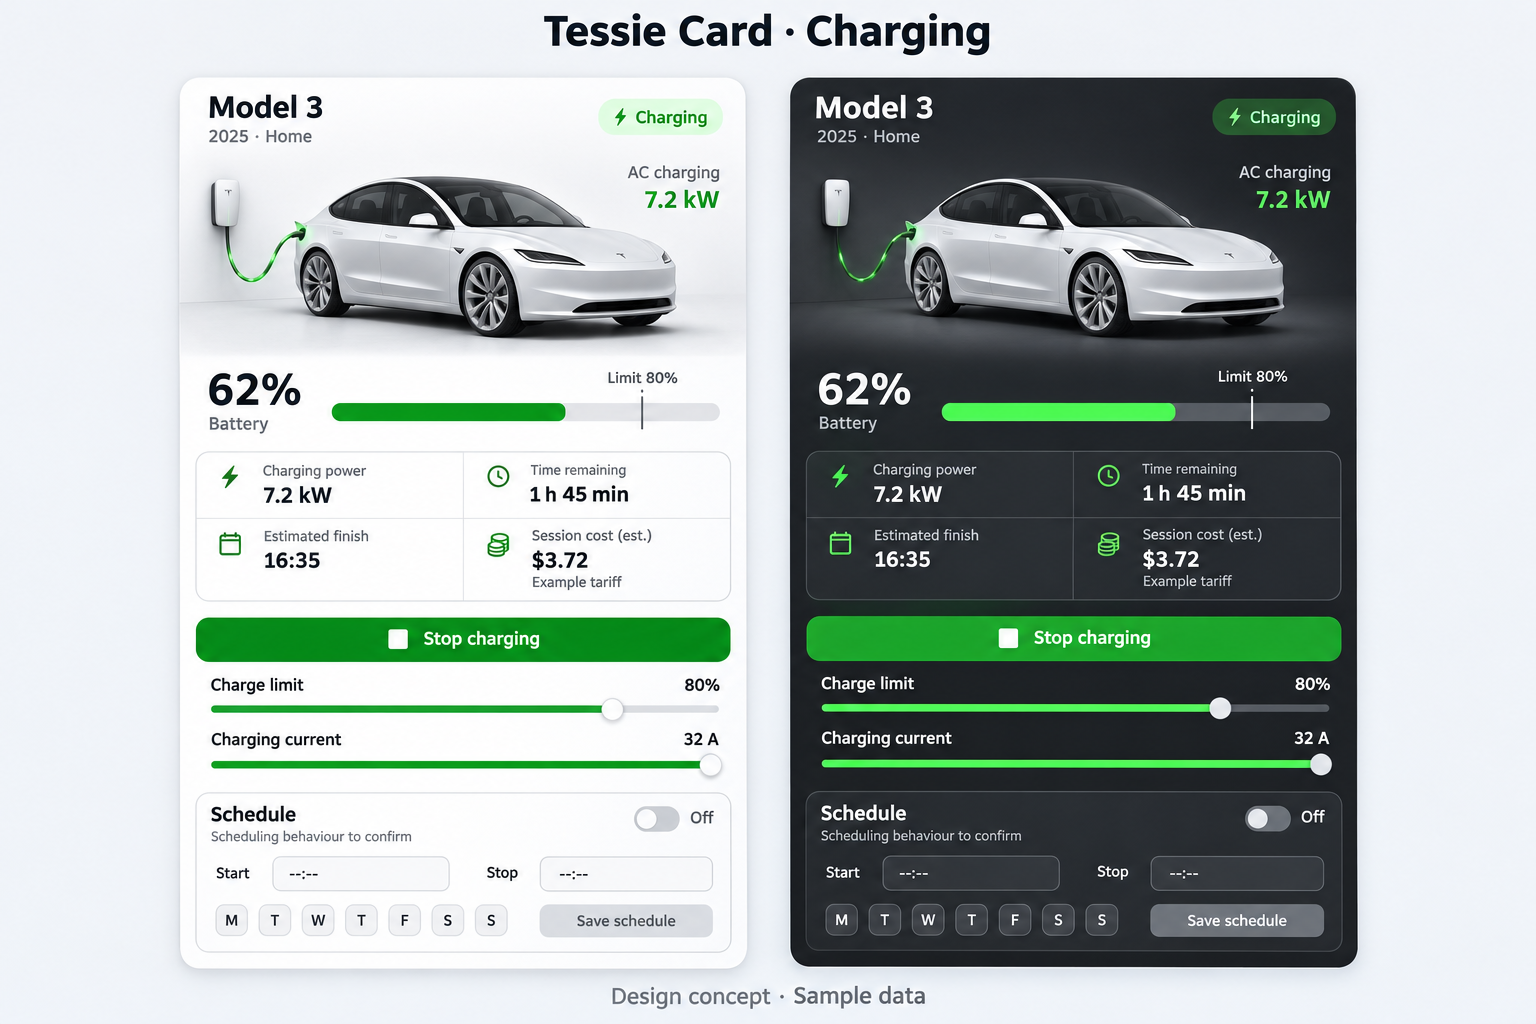 Tessie Card · Charging
Model 3
2025 · Home
Charging
AC charging
7.2 kW
62%
Battery
Limit 80%
Charging power
7.2 kW
Time remaining
1 h 45 min
Estimated finish
16:35
Session cost (est.)
$3.72
Example tariff
Stop charging
Charge limit
80%
Charging current
32 A
Schedule
Scheduling behaviour to confirm
Off
Start
--:--
Stop
--:--
M T W T F S S
Save schedule
Model 3
2025 · Home
Charging
AC charging
7.2 kW
62%
Battery
Limit 80%
Charging power
7.2 kW
Time remaining
1 h 45 min
Estimated finish
16:35
Session cost (est.)
$3.72
Example tariff
Stop charging
Charge limit
80%
Charging current
32 A
Schedule
Scheduling behaviour to confirm
Off
Start
--:--
Stop
--:--
M T W T F S S
Save schedule
Design concept · Sample data